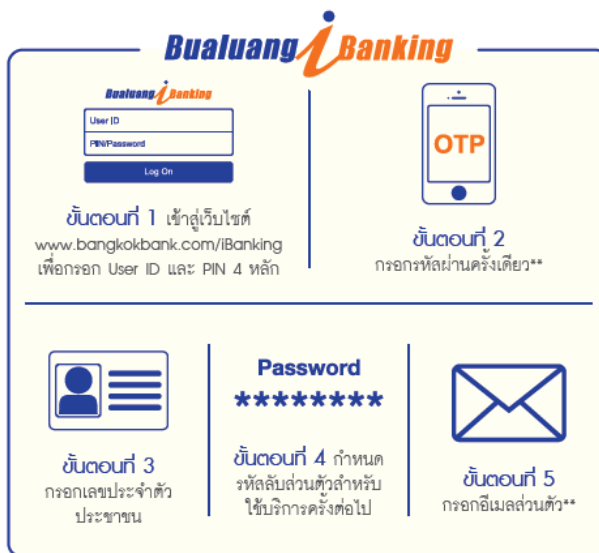 Bualuang iBanking
Bualuang iBanking
User ID
PIN/Password
Log On
ขั้นตอนที่ 1 เข้าสู่เว็บไซต์
www.bangkokbank.com/iBanking
เพื่อกรอก User ID และ PIN 4 หลัก
OTP
ขั้นตอนที่ 2
กรอกรหัสผ่านครั้งเดียว**
ขั้นตอนที่ 3
กรอกเลขประจำตัว
ประชาชน
Password
********
ขั้นตอนที่ 4 กำหนด
รหัสลับส่วนตัวสำหรับ
ใช้บริการครั้งต่อไป
ขั้นตอนที่ 5
กรอกอีเมลส่วนตัว**